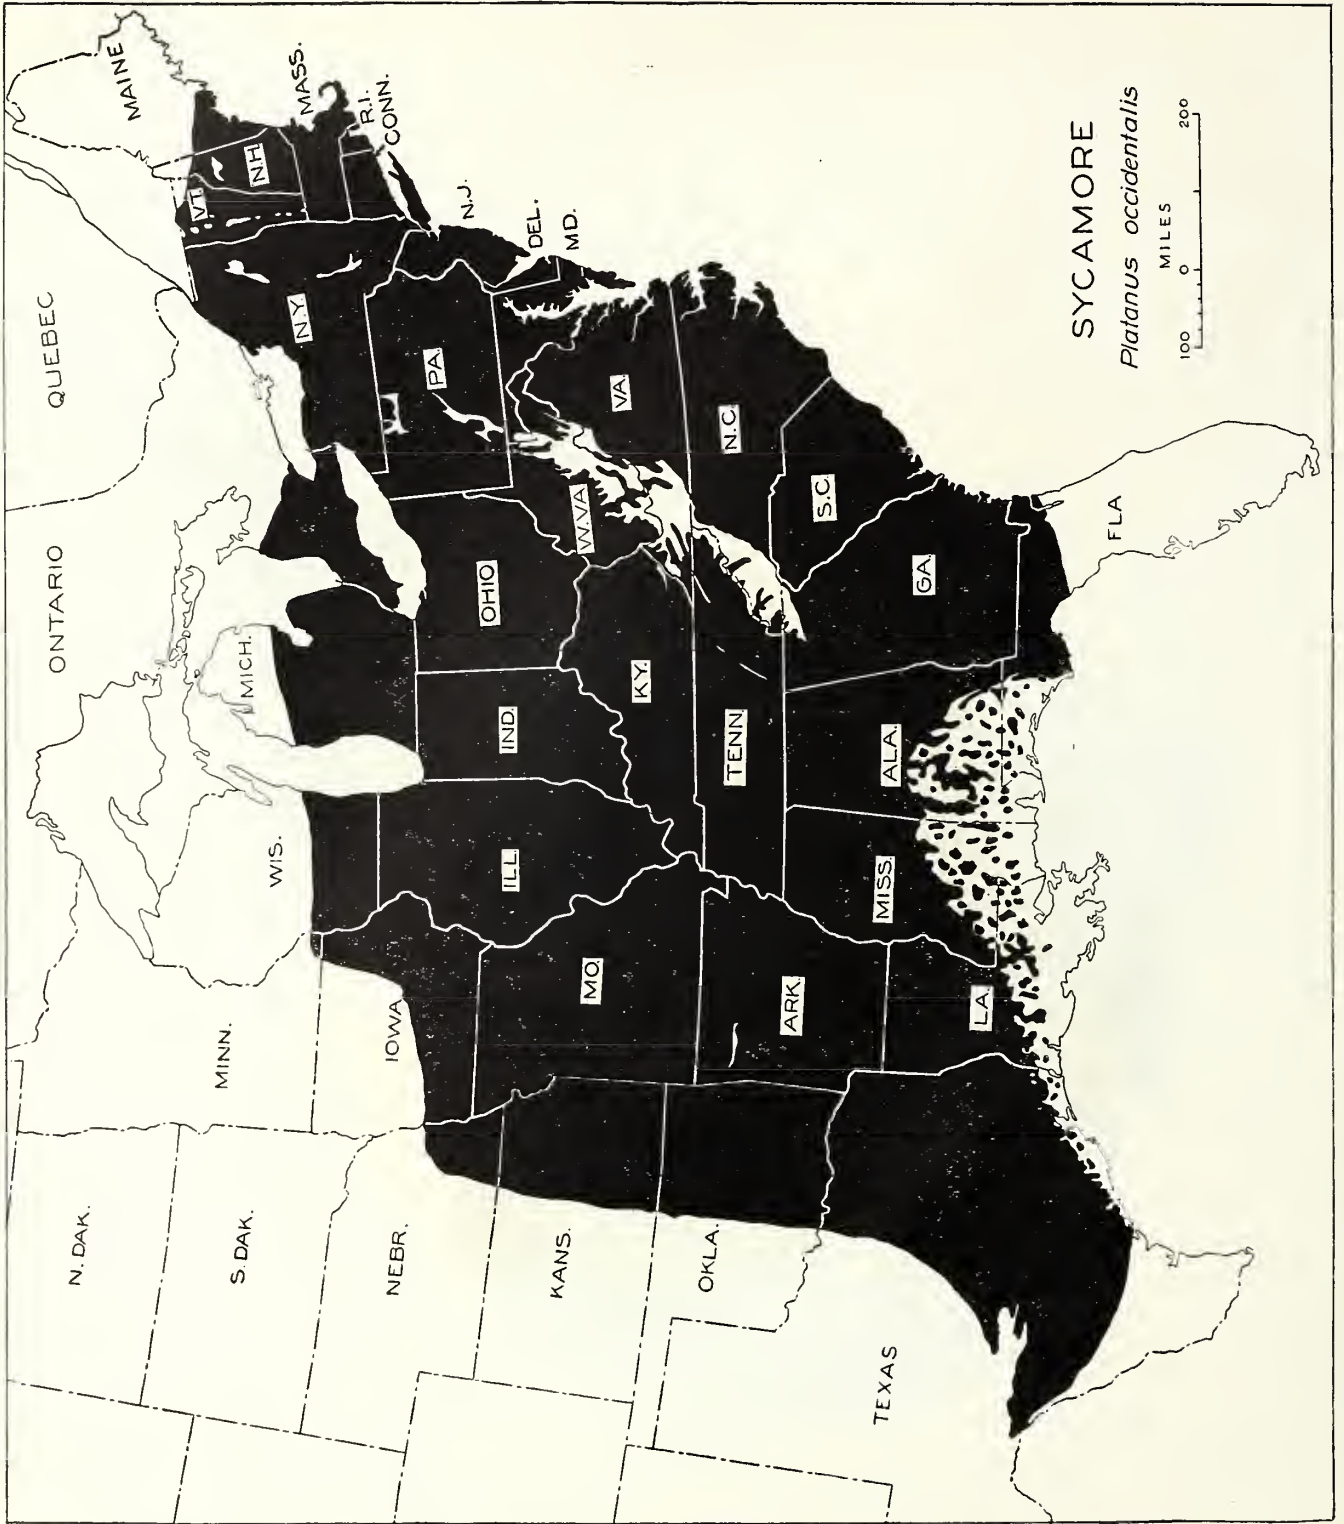 QUEBEC
ONTARIO
MAINE
VT.
N.H.
MASS.
R.I.
CONN.
N.Y.
N.J.
PA.
DEL.
MD.
N. DAK.
MINN.
WIS.
MICH.
S. DAK.
IOWA
NEBR.
ILL.
IND.
OHIO
W.VA.
VA.
KANS.
MO.
KY.
OKLA.
ARK.
TENN.
N.C.
S.C.
TEXAS
LA.
MISS.
ALA.
GA.
FLA
SYCAMORE
Platanus occidentalis
MILES
100 0 200